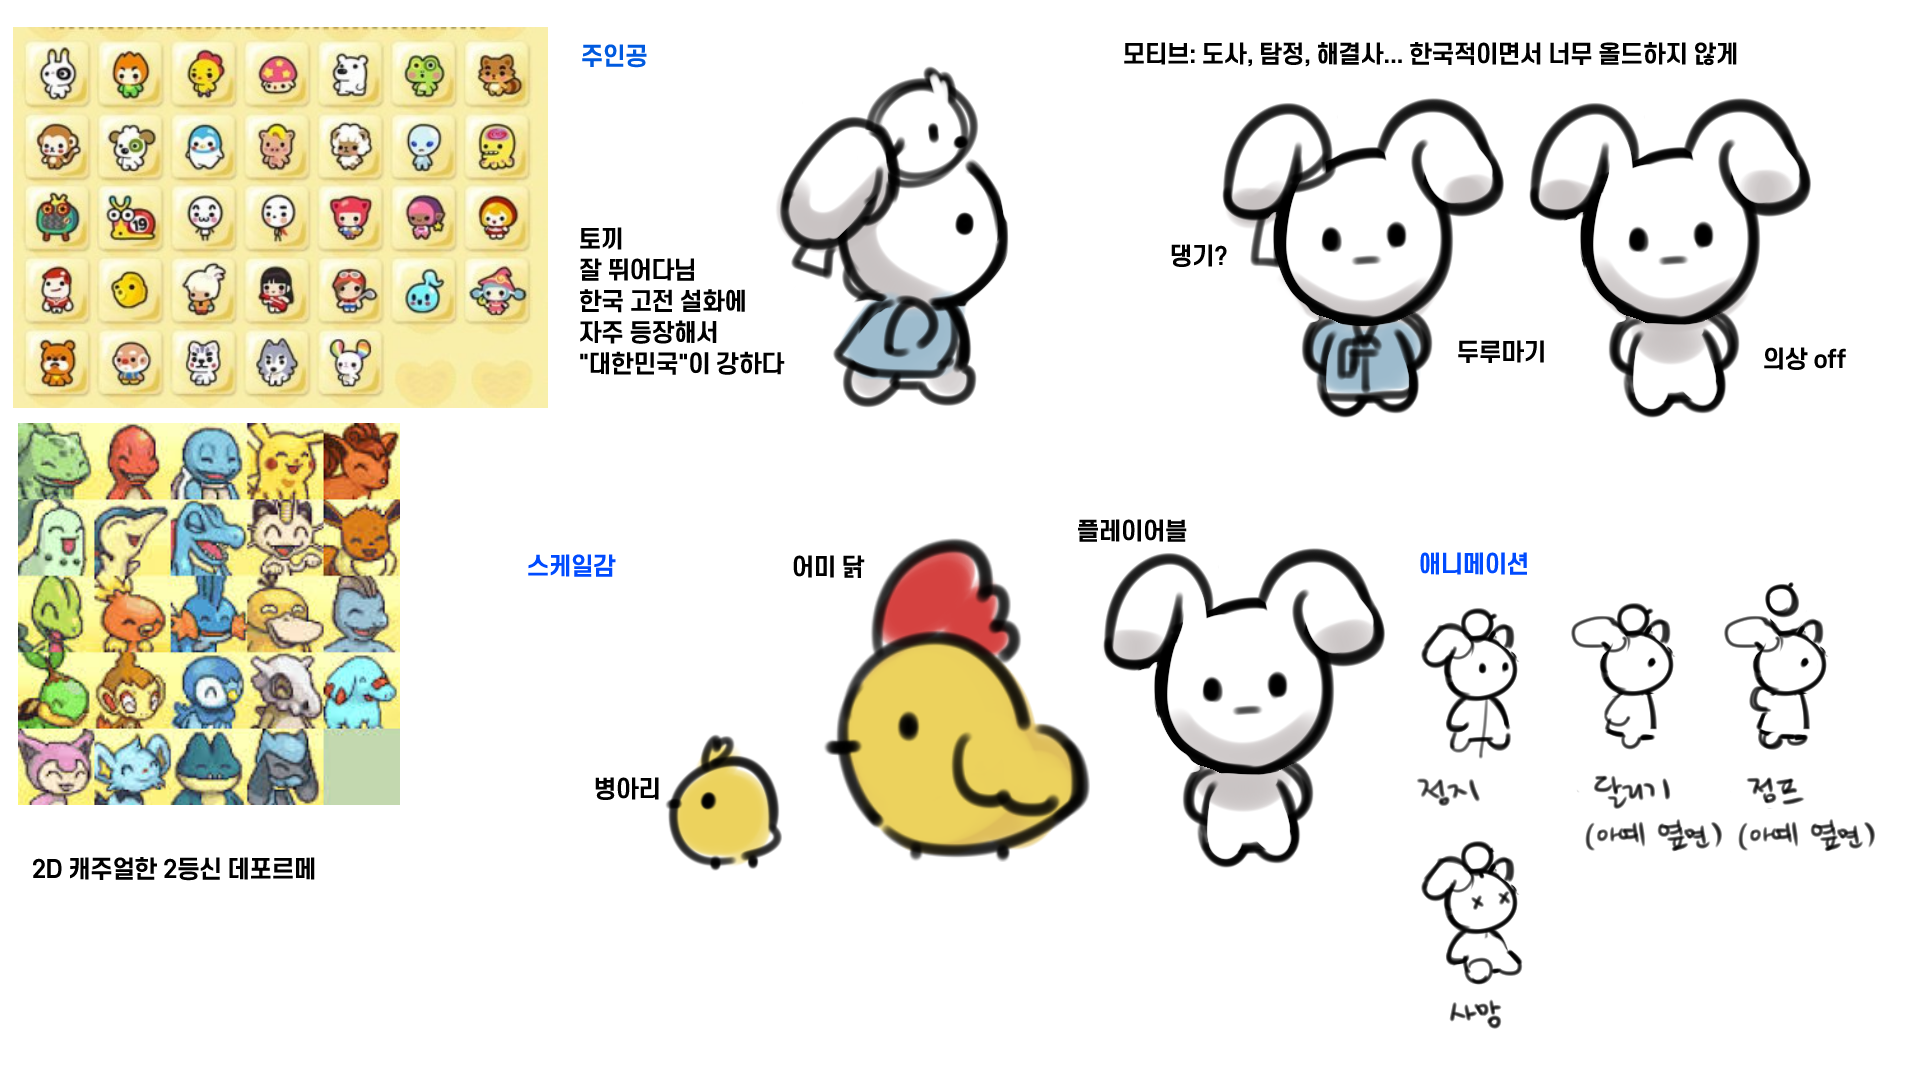 주인공
모티브: 도사, 탐정, 해결사... 한국적이면서 너무 올드하지 않게
19
토끼
잘 뛰어다님
한국 고전 설화에
자주 등장해서
"대한민국"이 강하다
댕기?
두루마기
의상 off
스케일감
어미 닭
플레이어블
애니메이션
병아리
정지
달리기
(아예 옆면)
점프
(아예 옆면)
2D 캐주얼한 2등신 데포르메
사망